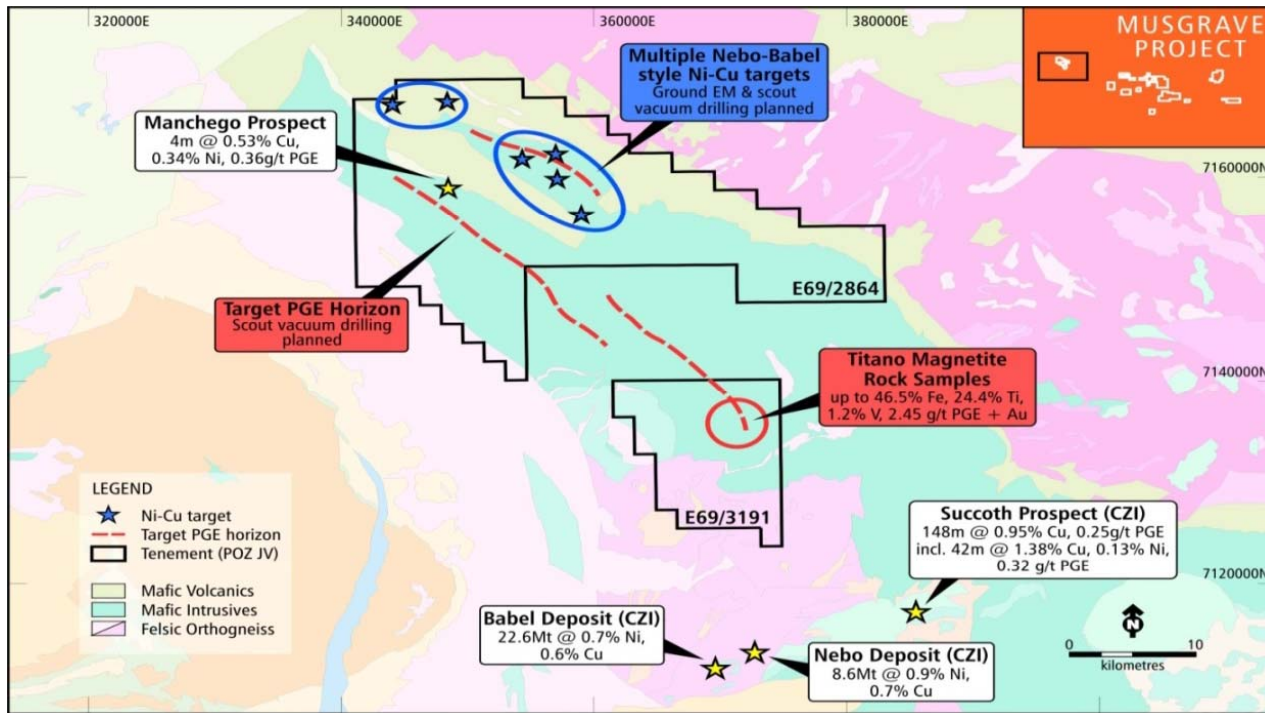 320000E
340000E
360000E
380000E
MUSGRAVE
PROJECT
Multiple Nebo-Babel
style Ni-Cu targets
Ground EM & scout
vacuum drilling planned
Manchego Prospect
4m @ 0.53% Cu,
0.34% Ni, 0.36g/t PGE
7160000N
E69/2864
Target PGE Horizon
Scout vacuum drilling
planned
Titano Magnetite
Rock Samples
up to 46.5% Fe, 24.4% Ti,
1.2% V, 2.45 g/t PGE + Au
7140000N
LEGEND
Ni-Cu target
Target PGE horizon
Tenement (POZ JV)
Mafic Volcanics
Mafic Intrusives
Felsic Orthogneiss
E69/3191
Succoth Prospect (CZI)
148m @ 0.95% Cu, 0.25g/t PGE
incl. 42m @ 1.38% Cu, 0.13% Ni,
0.32 g/t PGE
7120000N
Babel Deposit (CZI)
22.6Mt @ 0.7% Ni,
0.6% Cu
Nebo Deposit (CZI)
8.6Mt @ 0.9% Ni,
0.7% Cu
N
0 10
kilometres